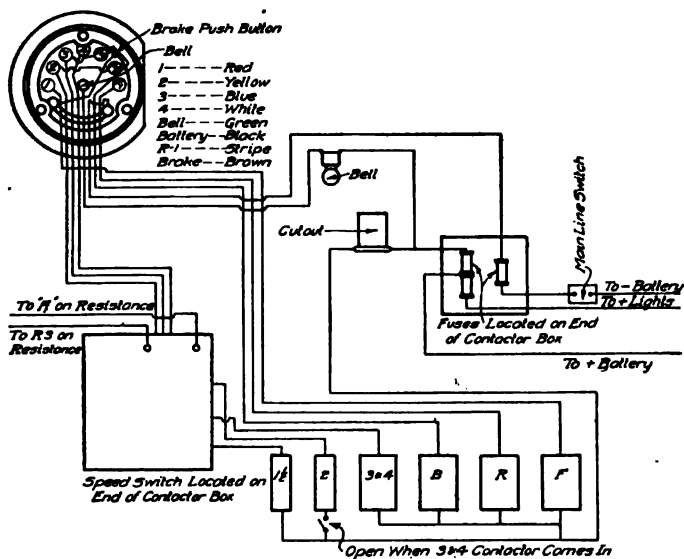 Brake Push Button
Bell
1-----Red
2-----Yellow
3-----Blue
4-----White
Bell-----Green
Battery--Black
R-1-----Stripe
Brake--Brown
Bell
Cutout
Main Line Switch
To - Battery
To + Lights
To "A" on Resistance
To R3 on
Resistance
Fuses Located on End
of Contactor Box
To + Battery
1½
2
3&4
B
R
F
Speed Switch Located on
End of Contacter Box
Open When 3&4 Contactor Comes In